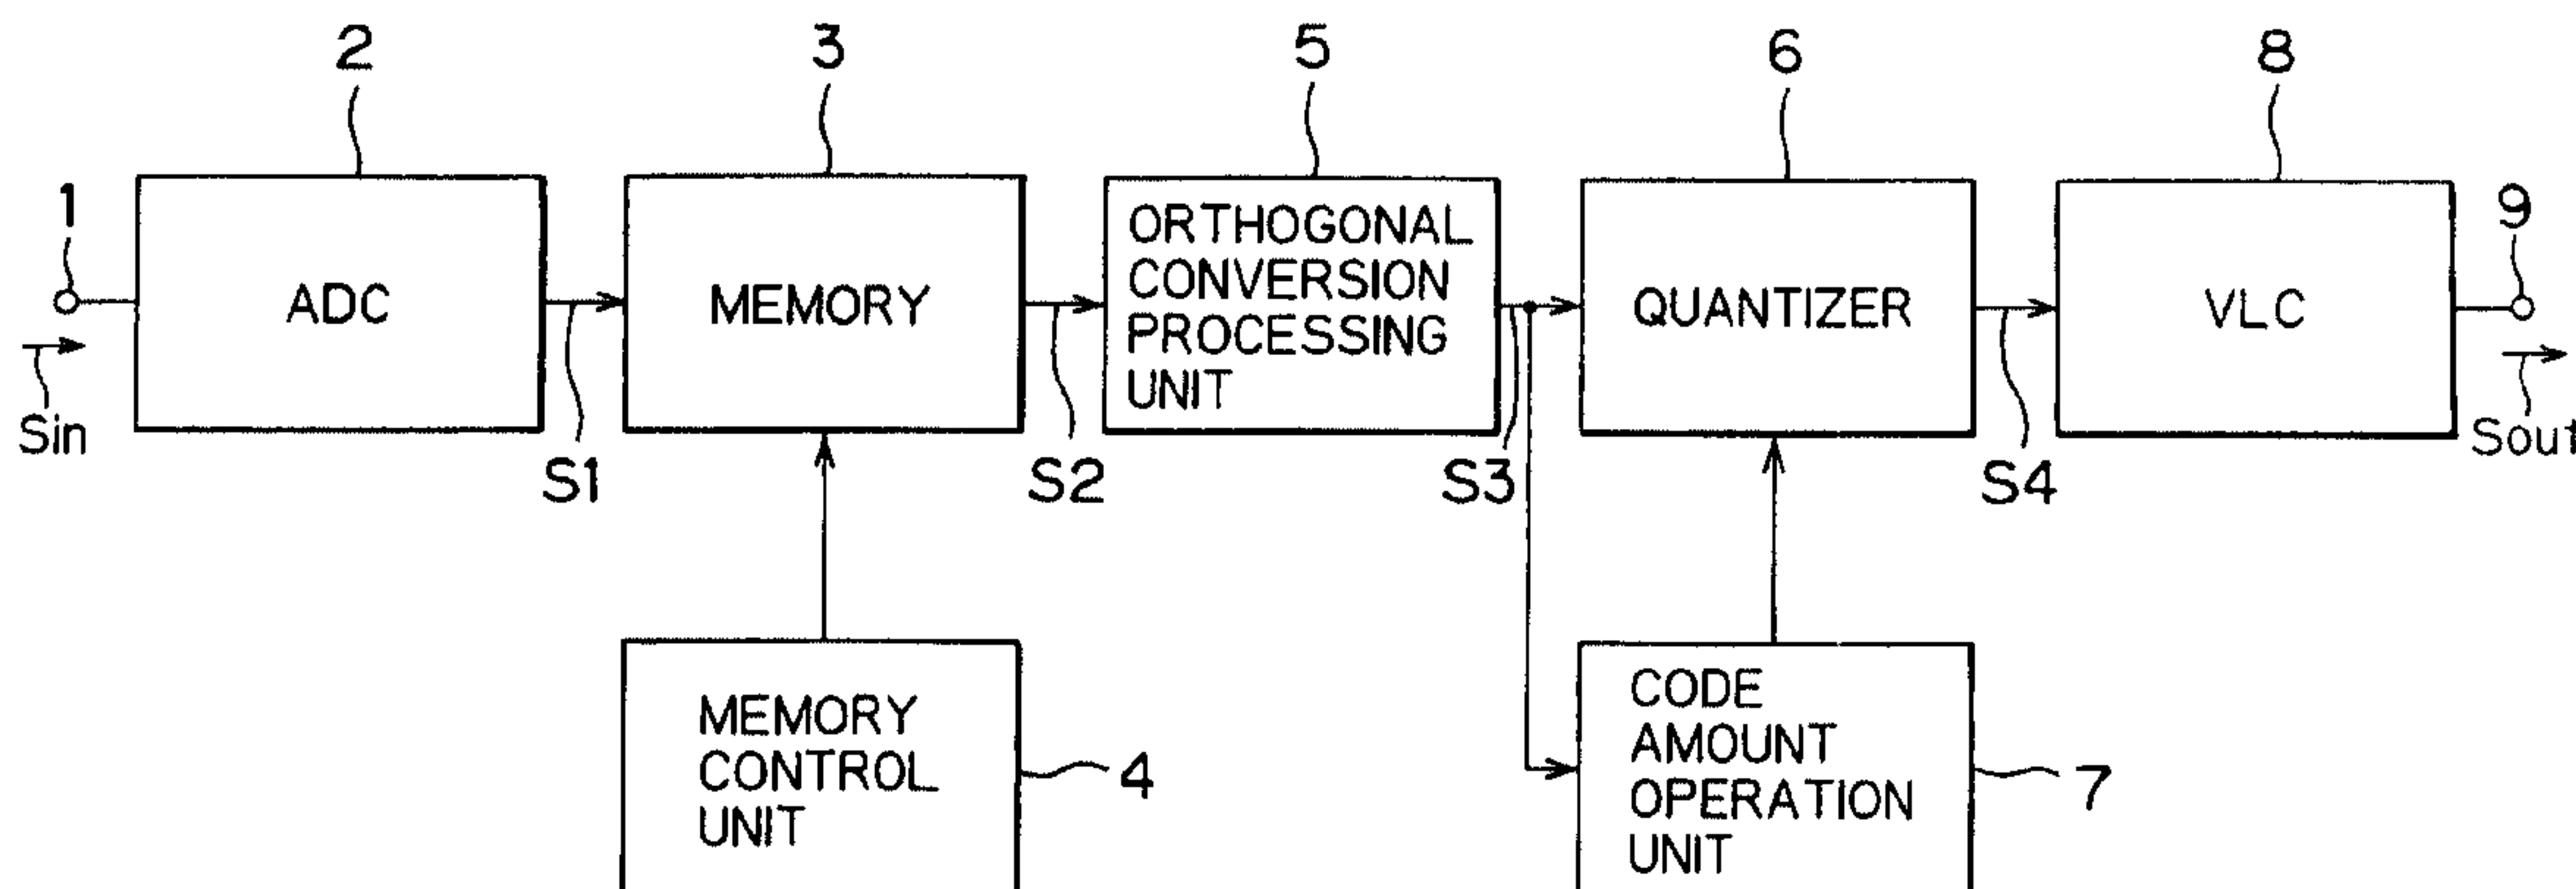 2
3
5
6
8
1
9
ADC
MEMORY
ORTHOGONAL
CONVERSION
PROCESSING
UNIT
QUANTIZER
VLC
Sin
S1
S2
S3
S4
Sout
MEMORY
CONTROL
UNIT
4
CODE
AMOUNT
OPERATION
UNIT
7